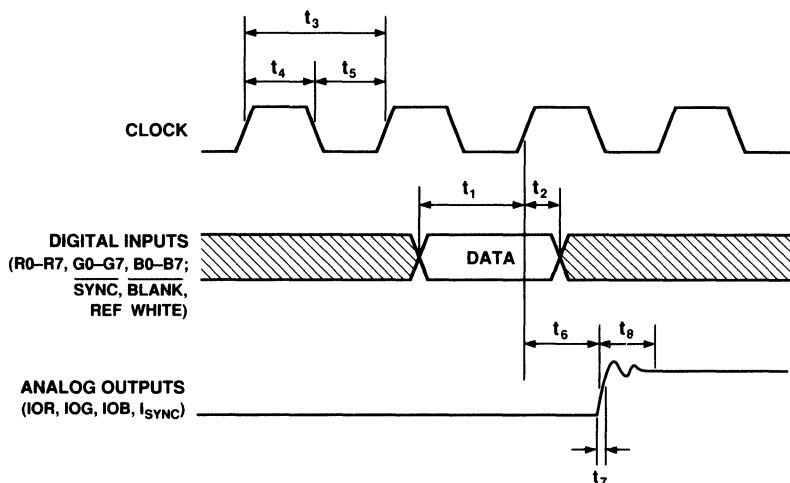 t3
t4
t5
CLOCK
t1
t2
DIGITAL INPUTS
(R0–R7, G0–G7, B0–B7;
SYNC, BLANK,
REF WHITE)
DATA
t6
t8
ANALOG OUTPUTS
(IOR, IOG, IOB, ISYNC)
t7